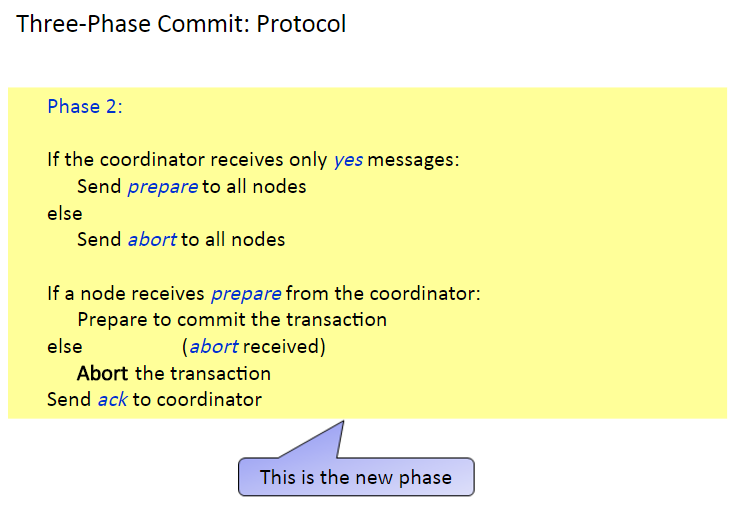 Three-Phase Commit: Protocol
Phase 2:
If the coordinator receives only yes messages:
Send prepare to all nodes
else
Send abort to all nodes
If a node receives prepare from the coordinator:
Prepare to commit the transaction
else (abort received)
Abort the transaction
Send ack to coordinator
This is the new phase